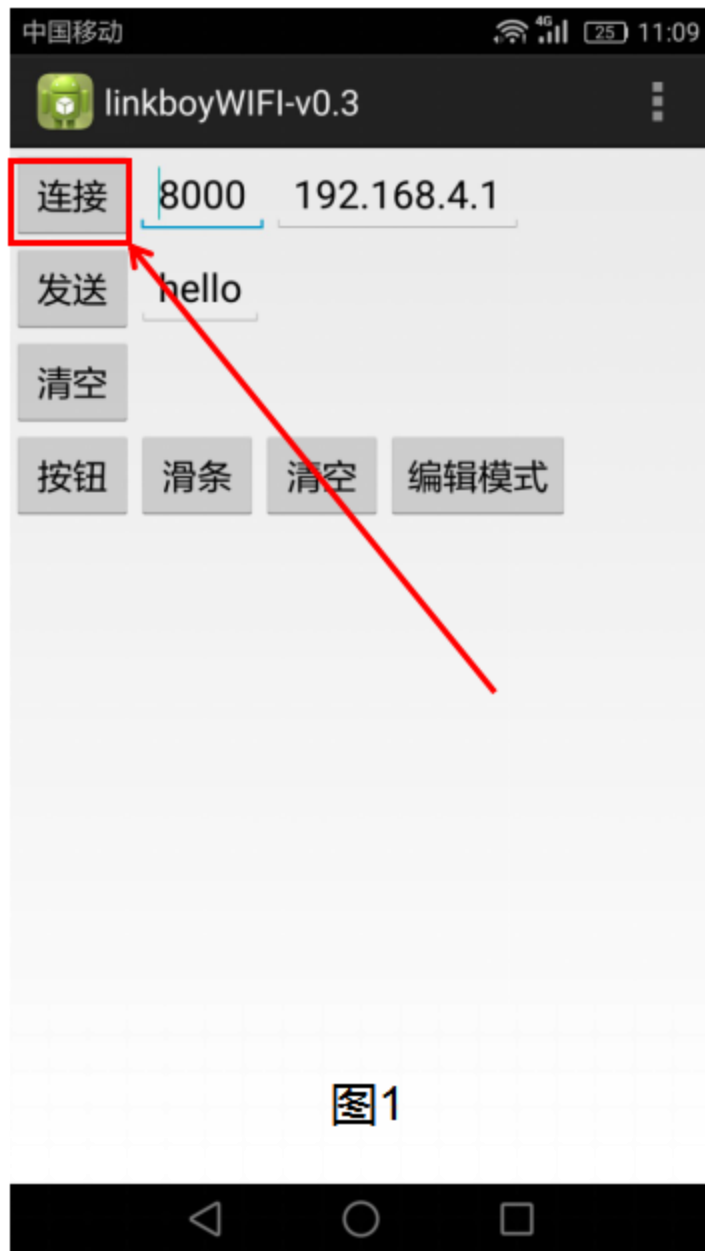 中国移动 4G 25 11:09
linkboyWIFI-v0.3
连接 8000 192.168.4.1
发送 hello
清空
按钮 滑条 清空 编辑模式
图1